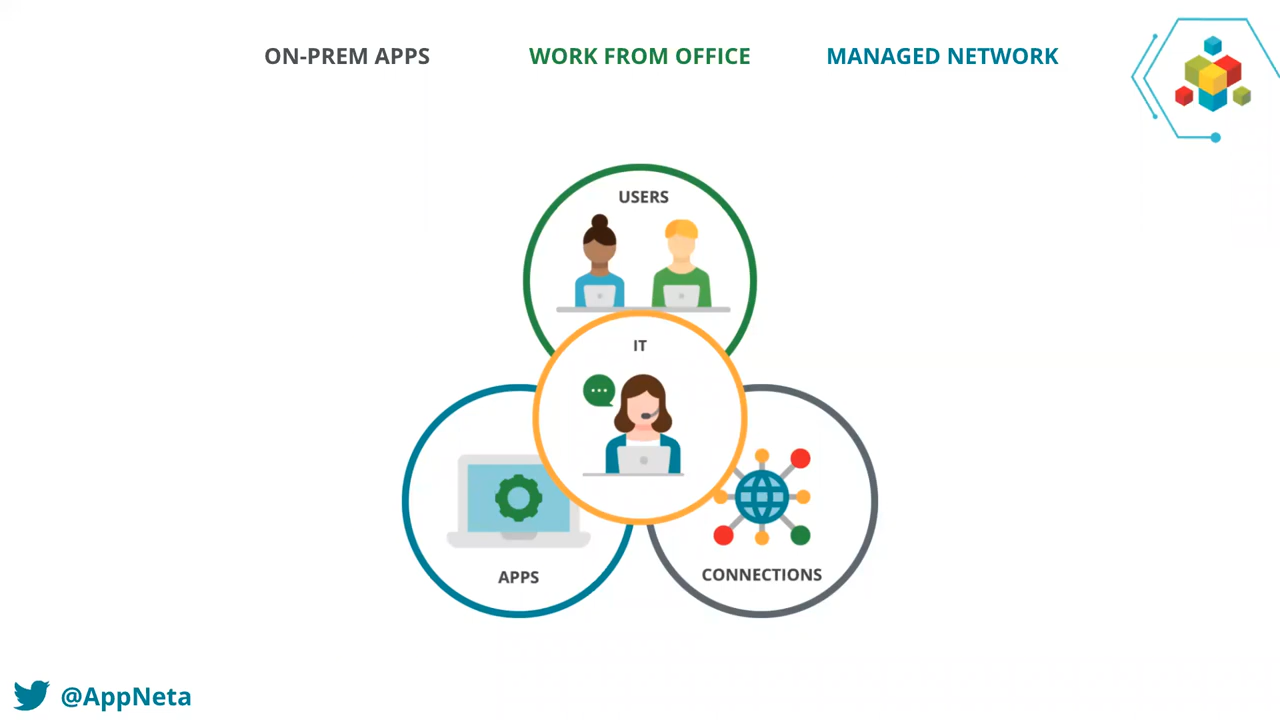 ON-PREM APPS
WORK FROM OFFICE
MANAGED NETWORK
USERS
IT
APPS
CONNECTIONS
@AppNeta